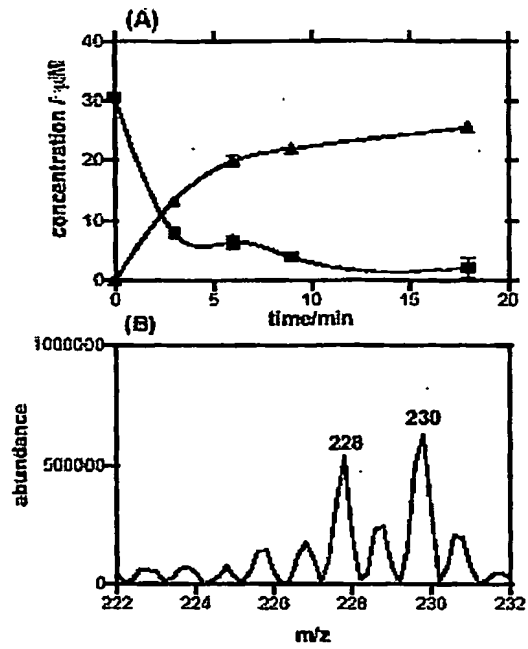 (A)
40
30
20
10
0
concentration / μM
0 5 10 15 20
time/min
(B)
1000000
500000
0
abundance
228
230
222 224 226 228 230 232
m/z